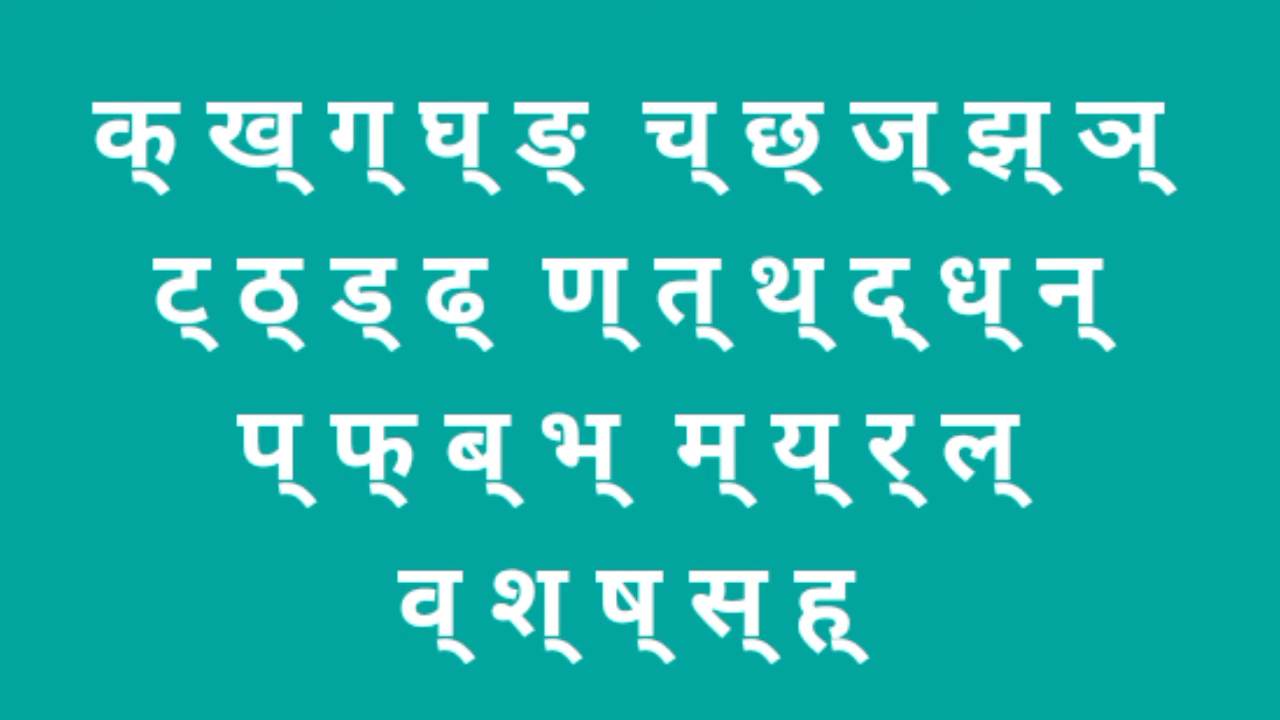 क् ख् ग् घ् ङ् च् छ् ज् झ् ञ्
ट् ठ् ड् ढ् ण् त् थ् द् ध् न्
प् फ् ब् भ् म् य् र् ल्
व् श् ष् स् ह्